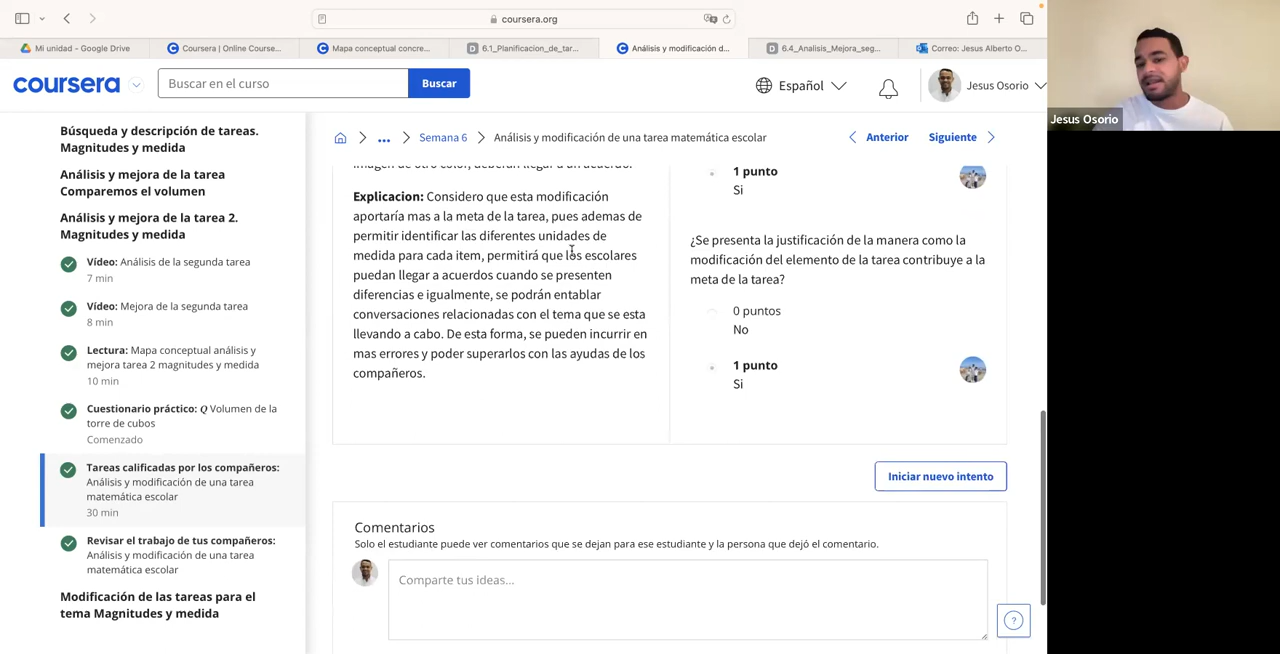 coursera.org
Mi unidad - Google Drive
Coursera | Online Course...
Mapa conceptual concre...
6.1_Planificacion_de_tar...
Análisis y modificación d...
6.4_Analisis_Mejora_seg...
Correo: Jesus Alberto O...
coursera
Buscar en el curso
Buscar
Español
Jesus Osorio
Jesus Osorio
Búsqueda y descripción de tareas.
Magnitudes y medida
Análisis y mejora de la tarea
Comparemos el volumen
Análisis y mejora de la tarea 2.
Magnitudes y medida
Vídeo: Análisis de la segunda tarea
7 min
Vídeo: Mejora de la segunda tarea
8 min
Lectura: Mapa conceptual análisis y
mejora tarea 2 magnitudes y medida
10 min
Cuestionario práctico: Q Volumen de la
torre de cubos
Comenzado
Tareas calificadas por los compañeros:
Análisis y modificación de una tarea
matemática escolar
30 min
Revisar el trabajo de tus compañeros:
Análisis y modificación de una tarea
matemática escolar
Modificación de las tareas para el
tema Magnitudes y medida
... Semana 6 Análisis y modificación de una tarea matemática escolar
Anterior
Siguiente
imagen de otro color, deberán llegar a un acuerdo.
Explicacion: Considero que esta modificación
aportaría mas a la meta de la tarea, pues ademas de
permitir identificar las diferentes unidades de
medida para cada item, permitirá que los escolares
puedan llegar a acuerdos cuando se presenten
diferencias e igualmente, se podrán entablar
conversaciones relacionadas con el tema que se esta
llevando a cabo. De esta forma, se pueden incurrir en
mas errores y poder superarlos con las ayudas de los
compañeros.
1 punto
Si
¿Se presenta la justificación de la manera como la
modificación del elemento de la tarea contribuye a la
meta de la tarea?
0 puntos
No
1 punto
Si
Iniciar nuevo intento
Comentarios
Solo el estudiante puede ver comentarios que se dejan para ese estudiante y la persona que dejó el comentario.
Comparte tus ideas...
?